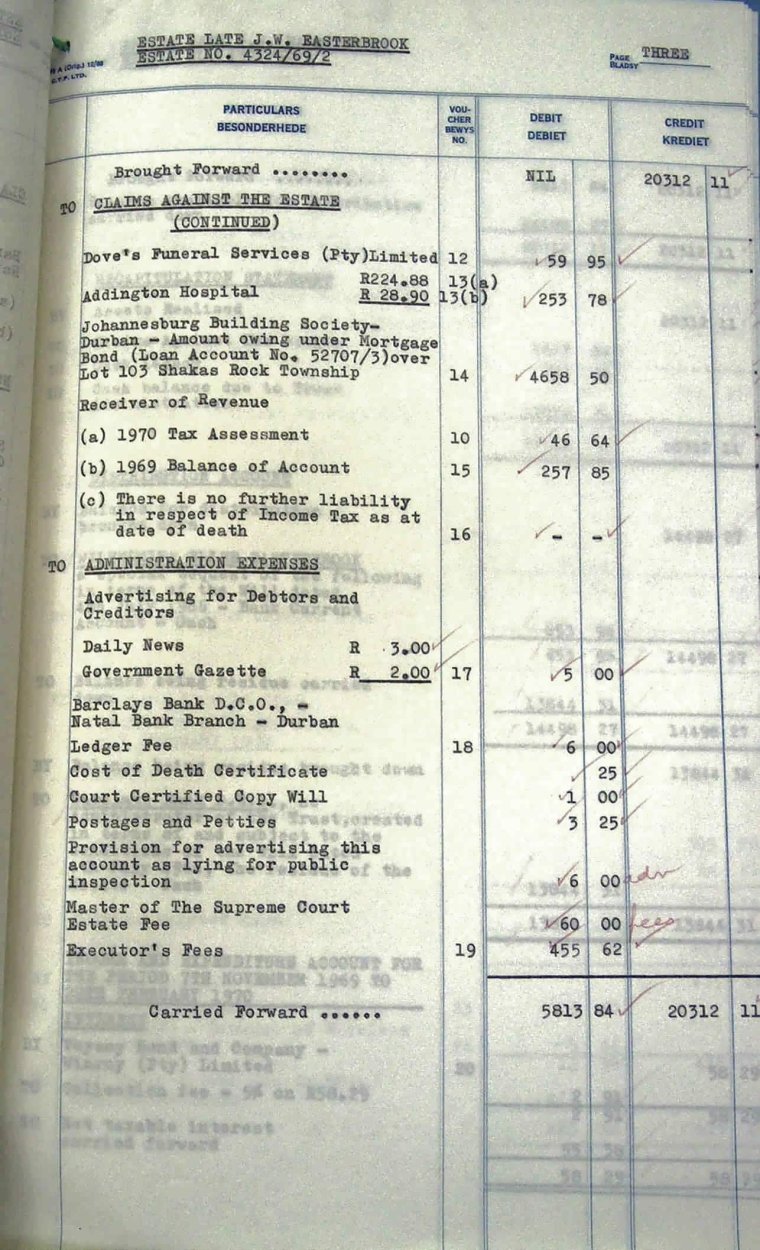 ESTATE LATE J.W. EASTERBROOK
ESTATE NO. 4324/69/2
PAGE THREE
BLADSY
PARTICULARS VOU- DEBIT CREDIT
BESONDERHEDE CHER DEBIET KREDIET
BEWYS
NO.
Brought Forward ........ NIL 20312 11
TO CLAIMS AGAINST THE ESTATE
(CONTINUED)
Dove's Funeral Services (Pty)Limited 12 59 95
R224.88 13(a)
Addington Hospital R 28.90 13(b) 253 78
Johannesburg Building Society-
Durban - Amount owing under Mortgage
Bond (Loan Account No. 52707/3)over
Lot 103 Shakas Rock Township 14 4658 50
Receiver of Revenue
(a) 1970 Tax Assessment 10 46 64
(b) 1969 Balance of Account 15 257 85
(c) There is no further liability
in respect of Income Tax as at
date of death 16 - -
TO ADMINISTRATION EXPENSES
Advertising for Debtors and
Creditors
Daily News R 3.00
Government Gazette R 2.00 17 5 00
Barclays Bank D.C.O., -
Natal Bank Branch - Durban
Ledger Fee 18 6 00
Cost of Death Certificate 25
Court Certified Copy Will 1 00
Postages and Petties 3 25
Provision for advertising this
account as lying for public
inspection 6 00 adv
Master of The Supreme Court
Estate Fee 60 00 fees
Executor's Fees 19 455 62
Carried Forward ...... 5813 84 20312 11